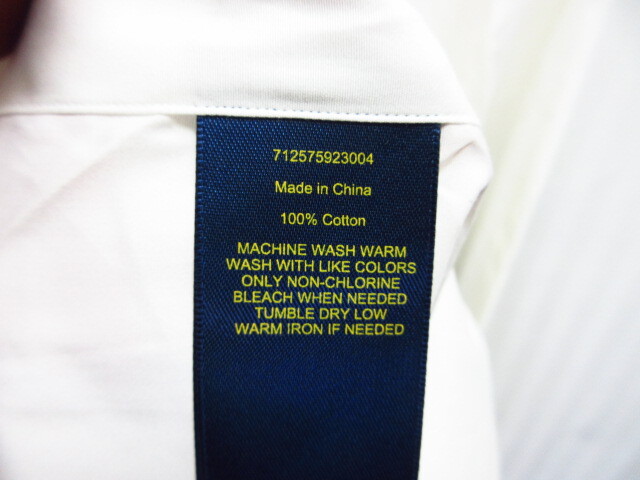 712575923004
Made in China
100% Cotton
MACHINE WASH WARM
WASH WITH LIKE COLORS
ONLY NON-CHLORINE
BLEACH WHEN NEEDED
TUMBLE DRY LOW
WARM IRON IF NEEDED